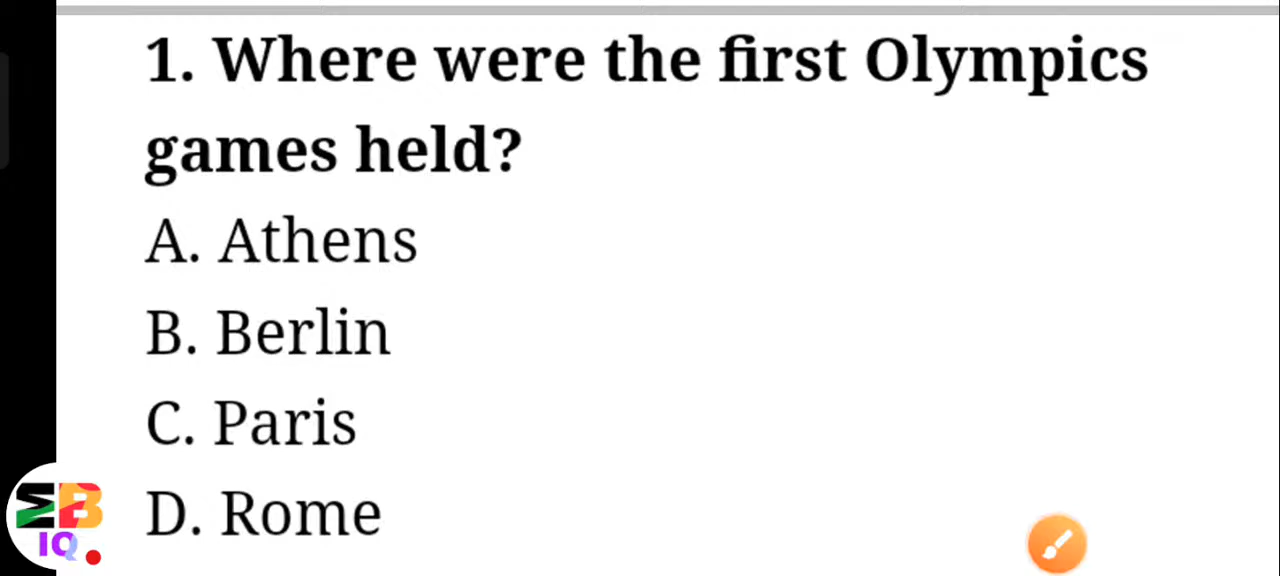 1. Where were the first Olympics
games held?
A. Athens
B. Berlin
C. Paris
D. Rome
IQ